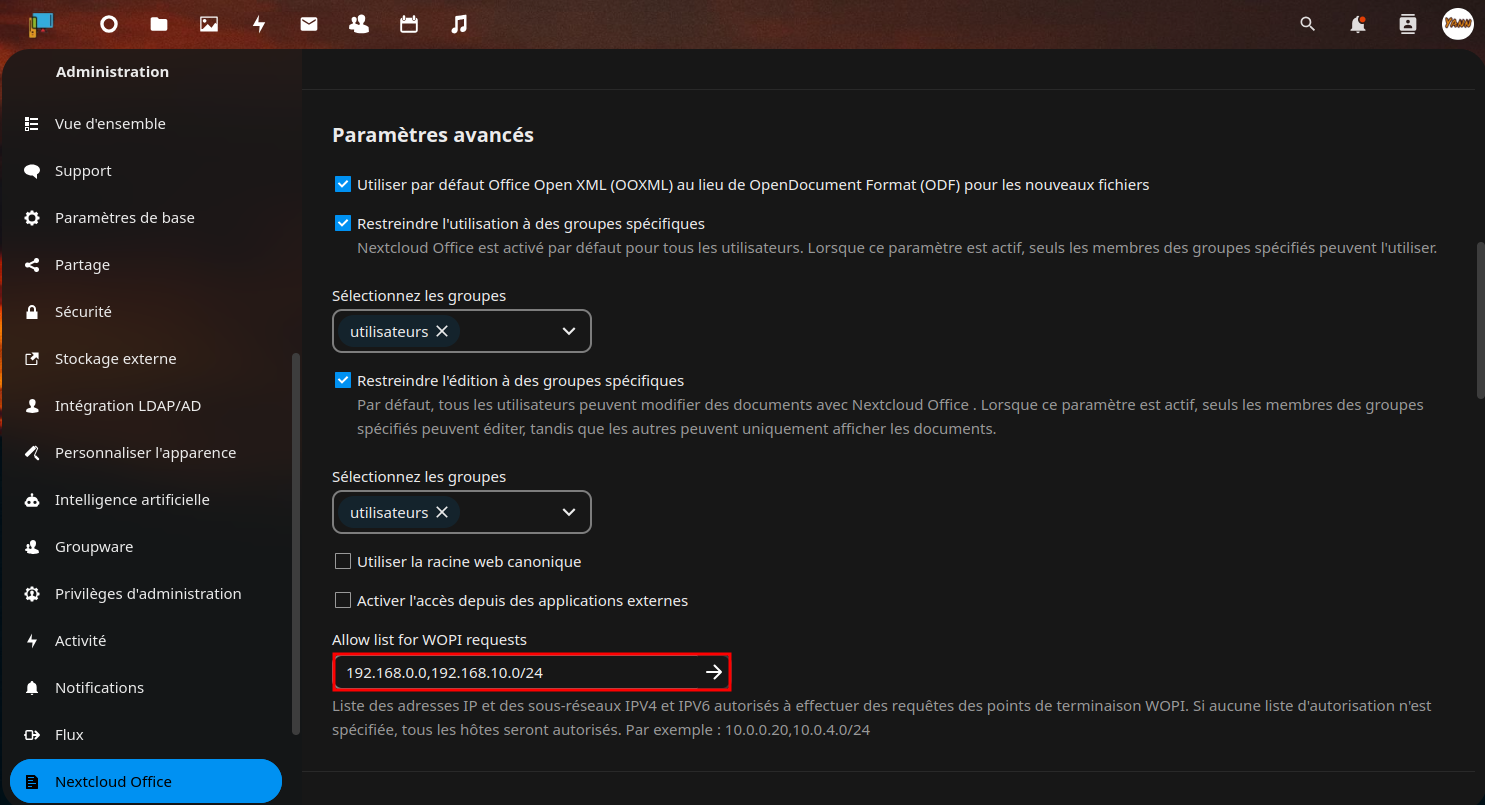 Yann
Administration
Vue d'ensemble
Support
Paramètres de base
Partage
Sécurité
Stockage externe
Intégration LDAP/AD
Personnaliser l'apparence
Intelligence artificielle
Groupware
Privilèges d'administration
Activité
Notifications
Flux
Nextcloud Office
Paramètres avancés
Utiliser par défaut Office Open XML (OOXML) au lieu de OpenDocument Format (ODF) pour les nouveaux fichiers
Restreindre l'utilisation à des groupes spécifiques
Nextcloud Office est activé par défaut pour tous les utilisateurs. Lorsque ce paramètre est actif, seuls les membres des groupes spécifiés peuvent l'utiliser.
Sélectionnez les groupes
utilisateurs
Restreindre l'édition à des groupes spécifiques
Par défaut, tous les utilisateurs peuvent modifier des documents avec Nextcloud Office . Lorsque ce paramètre est actif, seuls les membres des groupes
spécifiés peuvent éditer, tandis que les autres peuvent uniquement afficher les documents.
Sélectionnez les groupes
utilisateurs
Utiliser la racine web canonique
Activer l'accès depuis des applications externes
Allow list for WOPI requests
192.168.0.0,192.168.10.0/24
Liste des adresses IP et des sous-réseaux IPV4 et IPV6 autorisés à effectuer des requêtes des points de terminaison WOPI. Si aucune liste d'autorisation n'est
spécifiée, tous les hôtes seront autorisés. Par exemple : 10.0.0.20,10.0.4.0/24